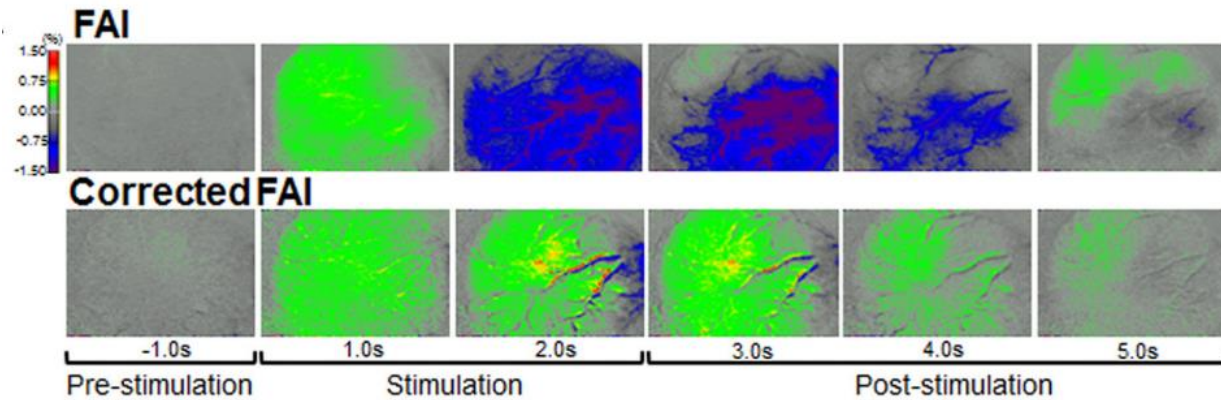 FAI
(%)
1.50
0.75
0.00
-0.75
-1.50
Corrected FAI
-1.0s 1.0s 2.0s 3.0s 4.0s 5.0s
Pre-stimulation Stimulation Post-stimulation